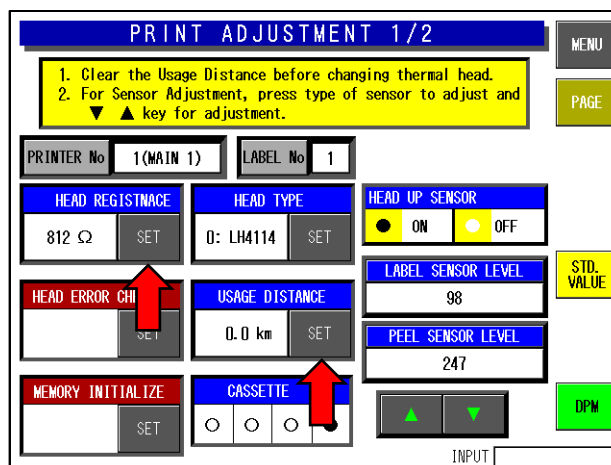 PRINT ADJUSTMENT 1/2
MENU
1. Clear the Usage Distance before changing thermal head.
2. For Sensor Adjustment, press type of sensor to adjust and
▼ ▲ key for adjustment.
PAGE
PRINTER No 1(MAIN 1) LABEL No 1
HEAD REGISTNACE HEAD TYPE HEAD UP SENSOR
812 Ω SET 0: LH4114 SET ● ON ○ OFF
LABEL SENSOR LEVEL
98
STD.
VALUE
HEAD ERROR USAGE DISTANCE
SET 0.0 km SET
PEEL SENSOR LEVEL
247
MEMORY INITIALIZE CASSETTE
SET
▲ ▼
DPM
INPUT